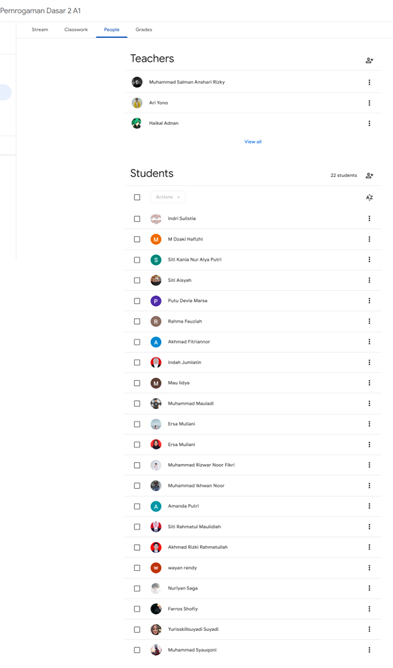 Pemrogaman Dasar 2 A1
Stream Classwork People Grades
Teachers
Muhammad Salman Anshari Rizky
Ari Yono
Haikal Adnan
View all
Students 22 students
Actions
Indri Sulistia
M Dzaki Hafizhi
Siti Kania Nur Alya Putri
Siti Aisyah
Putu Devia Marsa
Rahma Fauziah
Akhmad Fitriannor
Indah Jumiatin
Mau lidya
Muhammad Mauladi
Ersa Muliani
Ersa Muliani
Muhammad Rizwar Noor Fikri
Muhammad Ikhwan Noor
Amanda Putri
Siti Rahmatul Maulidiah
Akhmad Rizki Rahmatullah
wayan rendy
Nuriyan Saga
Farros Shofiy
Yurisskillsuyadi Suyadi
Muhammad Syauqoni